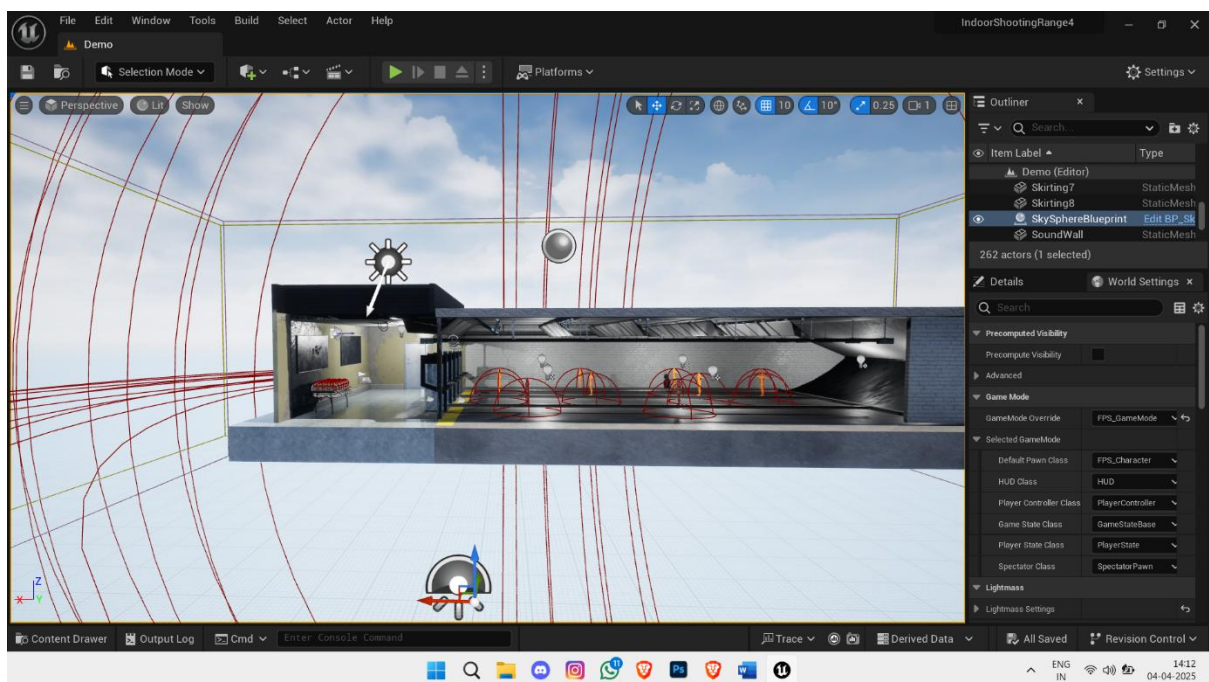 File Edit Window Tools Build Select Actor Help IndoorShootingRange4
Demo
Selection Mode Platforms Settings
Perspective Lit Show 10 10° 0.25 1
Outliner
Search...
Item Label Type
Demo (Editor)
Skirting7 StaticMesh
Skirting8 StaticMesh
SkySphereBlueprint Edit BP_Sk
SoundWall StaticMesh
262 actors (1 selected)
Details World Settings
Search
Precomputed Visibility
Precompute Visibility
Advanced
Game Mode
GameMode Override FPS_GameMode
Selected GameMode
Default Pawn Class FPS_Character
HUD Class HUD
Player Controller Class PlayerController
Game State Class GameStateBase
Player State Class PlayerState
Spectator Class SpectatorPawn
Lightmass
Lightmass Settings
Z
X Y
Content Drawer Output Log Cmd Enter Console Command Trace Derived Data All Saved Revision Control
11 Ps
ENG
IN
14:12
04-04-2025